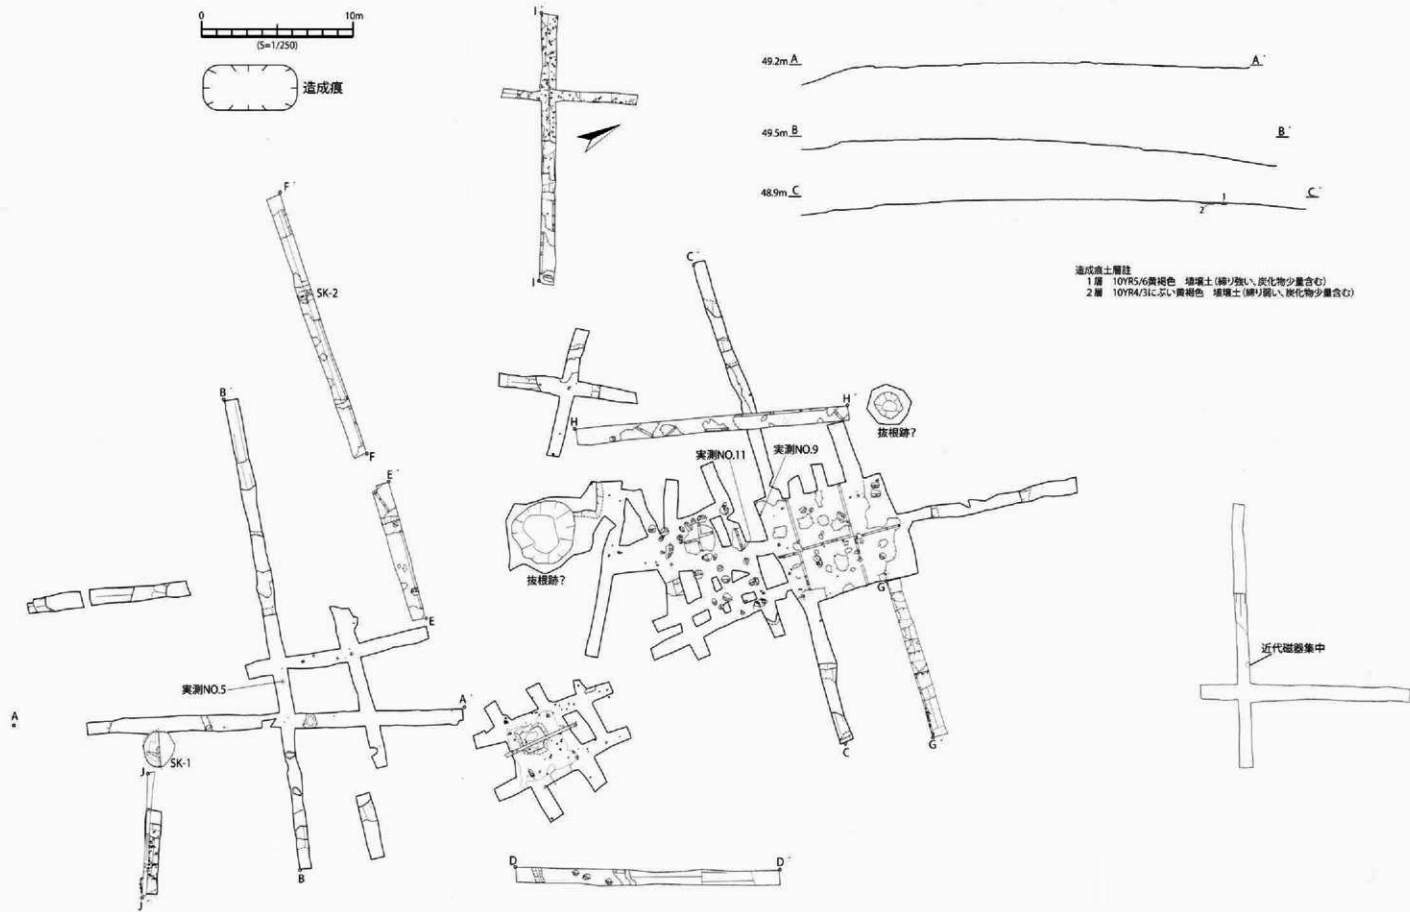 0 10m
(S=1/250)
造成痕
I´
I
49.2m A A´
49.5m B B´
48.9m C C´
1
2
造成痕土層註
1層 10YR5/6黄褐色 埴壌土(締り強い、炭化物少量含む)
2層 10YR4/3にぶい黄褐色 埴壌土(締り弱い、炭化物少量含む)
F´
SK-2
F
C´
B´
H
H´
抜根跡?
実測NO.11
実測NO.9
E´
E
抜根跡?
G
近代磁器集中
実測NO.5
A
A´
SK-1
J
C
G´
B
D
D´
J´